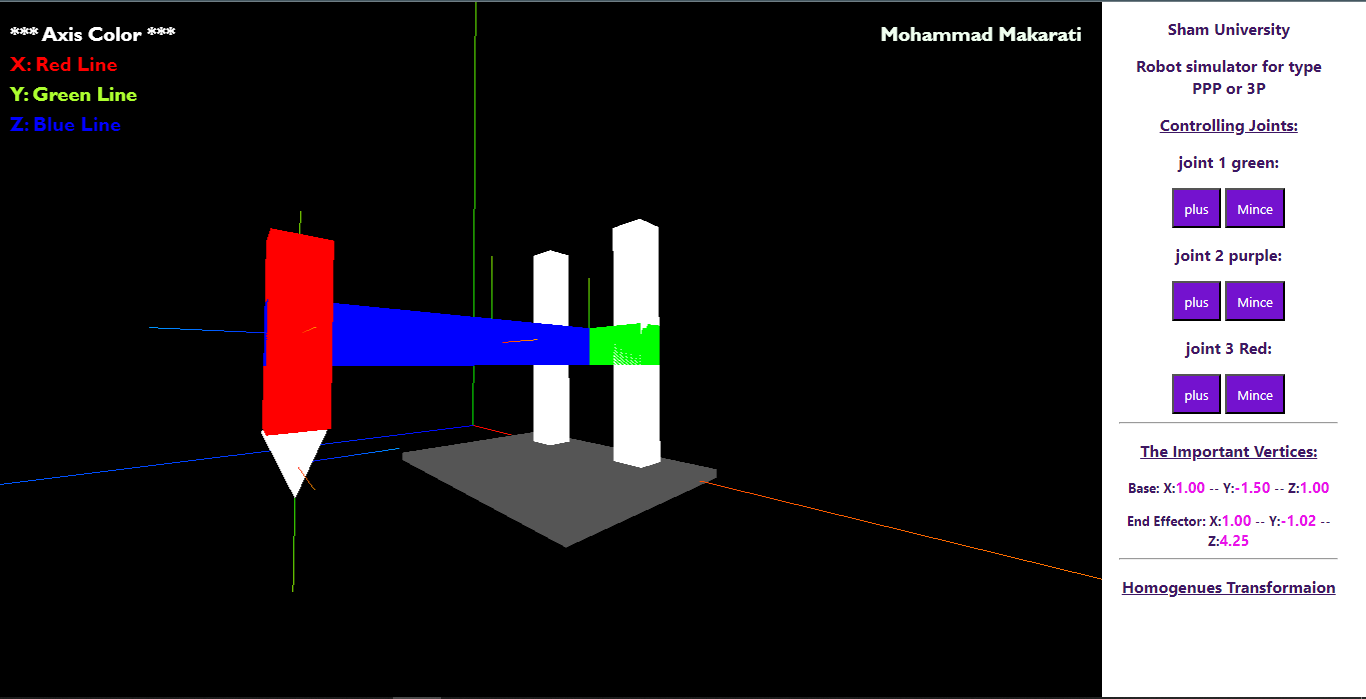 *** Axis Color ***
X: Red Line
Y: Green Line
Z: Blue Line
Mohammad Makarati
Sham University
Robot simulator for type
PPP or 3P
Controlling Joints:
joint 1 green:
plus Mince
joint 2 purple:
plus Mince
joint 3 Red:
plus Mince
The Important Vertices:
Base: X:1.00 -- Y:-1.50 -- Z:1.00
End Effector: X:1.00 -- Y:-1.02 --
Z:4.25
Homogenues Transformaion